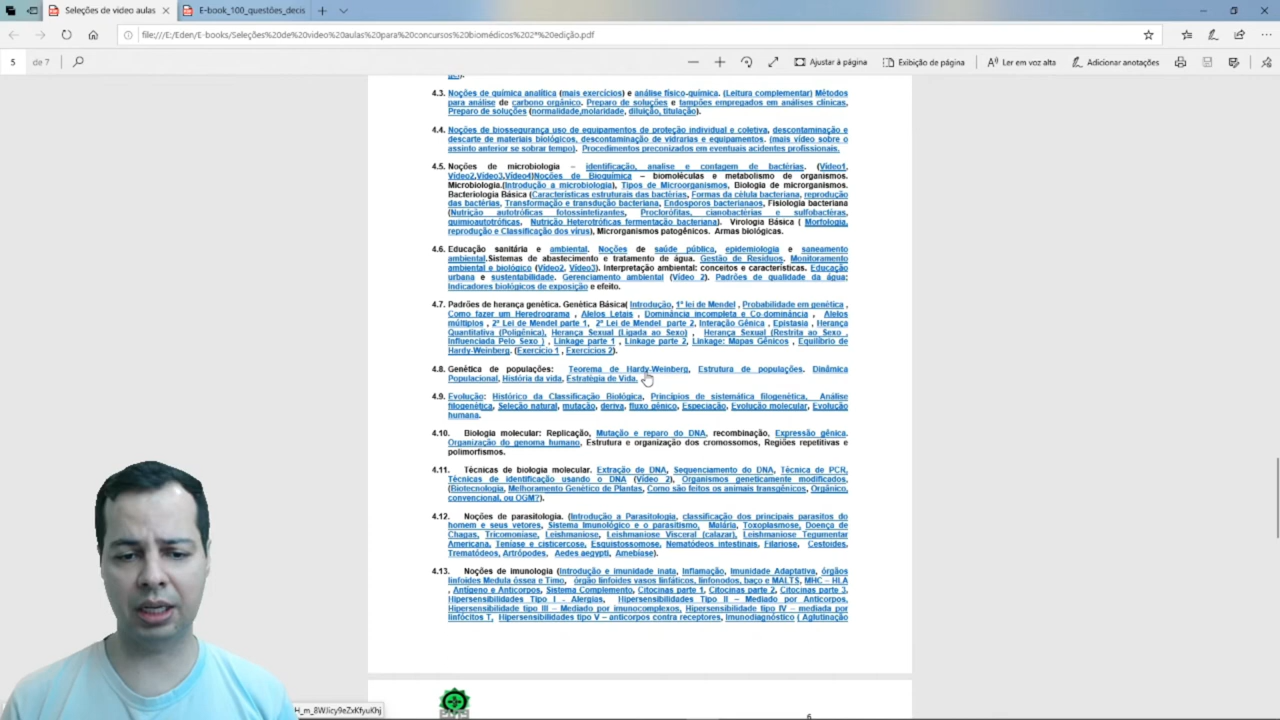 Seleções de video aulas
E-book_100_questões_decis
file:///E:/Eden/E-books/Seleções%20de%20video%20aulas%20para%20concursos%20biomédicos%202ª%20edição.pdf
5 de 7
Ajustar à página
Exibição de página
Ler em voz alta
Adicionar anotações
4.3. Noções de química analítica (mais exercícios) e análise físico-química. (Leitura complementar) Métodos
para análise de carbono orgânico. Preparo de soluções e tampões empregados em análises clínicas,
Preparo de soluções (normalidade,molaridade, diluição, titulação).
4.4. Noções de biossegurança uso de equipamentos de proteção individual e coletiva, descontaminação e
descarte de materiais biológicos, descontaminação de vidrarias e equipamentos. (mais vídeo sobre o
assunto anterior se sobrar tempo). Procedimentos preconizados em eventuais acidentes profissionais.
4.5. Noções de microbiologia – identificação, analise e contagem de bactérias. (Vídeo1,
Vídeo2,Vídeo3,Vídeo4)Noções de Bioquímica – biomoléculas e metabolismo de organismos.
Microbiologia.(Introdução a microbiologia), Tipos de Microorganismos, Biologia de microrganismos.
Bacteriologia Básica (Características estruturais das bactérias, Formas da célula bacteriana, reprodução
das bactérias, Transformação e transdução bacteriana, Endosporos bacterianaos, Fisiologia bacteriana
(Nutrição autotróficas fotossintetizantes, Proclorófitas, cianobactérias e sulfobactéras,
quimioautotróficas, Nutrição Heterotróficas fermentação bacteriana). Virologia Básica ( Morfologia,
reprodução e Classificação dos vírus), Microrganismos patogênicos. Armas biológicas.
4.6. Educação sanitária e ambiental. Noções de saúde pública, epidemiologia e saneamento
ambiental.Sistemas de abastecimento e tratamento de água. Gestão de Resíduos. Monitoramento
ambiental e biológico (Vídeo2, Vídeo3). Interpretação ambiental: conceitos e características. Educação
urbana e sustentabilidade. Gerenciamento ambiental (Vídeo 2). Padrões de qualidade da água:
Indicadores biológicos de exposição e efeito.
4.7. Padrões de herança genética. Genética Básica( Introdução, 1ª lei de Mendel , Probabilidade em genética ,
Como fazer um Heredrograma , Alelos Letais , Dominância incompleta e Co-dominância , Alelos
múltiplos , 2ª Lei de Mendel parte 1, 2ª Lei de Mendel parte 2, Interação Gênica , Epistasia , Herança
Quantitativa (Poligênica), Herança Sexual (Ligada ao Sexo) , Herança Sexual (Restrita ao Sexo ,
Influenciada Pelo Sexo ) , Linkage parte 1 , Linkage parte 2, Linkage: Mapas Gênicos , Equilíbrio de
Hardy-Weinberg. (Exercício 1 , Exercícios 2).
4.8. Genética de populações: Teorema de Hardy-Weinberg, Estrutura de populações. Dinâmica
Populacional, História da vida, Estratégia de Vida.
4.9. Evolução: Histórico da Classificação Biológica, Princípios de sistemática filogenética, Análise
filogenética, Seleção natural, mutação, deriva, fluxo gênico, Especiação, Evolução molecular, Evolução
humana.
4.10. Biologia molecular: Replicação, Mutação e reparo do DNA, recombinação, Expressão gênica.
Organização do genoma humano, Estrutura e organização dos cromossomos, Regiões repetitivas e
polimorfismos.
4.11. Técnicas de biologia molecular. Extração de DNA, Sequenciamento do DNA, Técnica de PCR,
Técnicas de identificação usando o DNA (Vídeo 2), Organismos geneticamente modificados,
(Biotecnologia, Melhoramento Genético de Plantas, Como são feitos os animais transgênicos, Orgânico,
convencional, ou OGM?).
4.12. Noções de parasitologia. (Introdução a Parasitologia, classificação dos principais parasitos do
homem e seus vetores, Sistema Imunológico e o parasitismo, Malária, Toxoplasmose, Doença de
Chagas, Tricomoníase, Leishmaniose, Leishmaniose Visceral (calazar), Leishmaniose Tegumentar
Americana, Teníase e cisticercose, Esquistossomose, Nematódeos intestinais, Filariose, Cestoides,
Trematódeos, Artrópodes, Aedes aegypti, Amebíase).
4.13. Noções de imunologia (Introdução e imunidade inata, Inflamação, Imunidade Adaptativa, órgãos
linfoides Medula óssea e Timo, órgão linfoides vasos linfáticos, linfonodos, baço e MALTS, MHC – HLA
, Antígeno e Anticorpos, Sistema Complemento, Citocinas parte 1, Citocinas parte 2, Citocinas parte 3,
Hipersensibilidades Tipo I - Alergias, Hipersensibilidades Tipo II – Mediado por Anticorpos,
Hipersensibilidade tipo III – Mediado por imunocomplexos, Hipersensibilidade tipo IV – mediada por
linfócitos T, Hipersensibilidades tipo V – anticorpos contra receptores, Imunodiagnóstico ( Aglutinação
H_m_8WJicy9eZxKfyuKhj